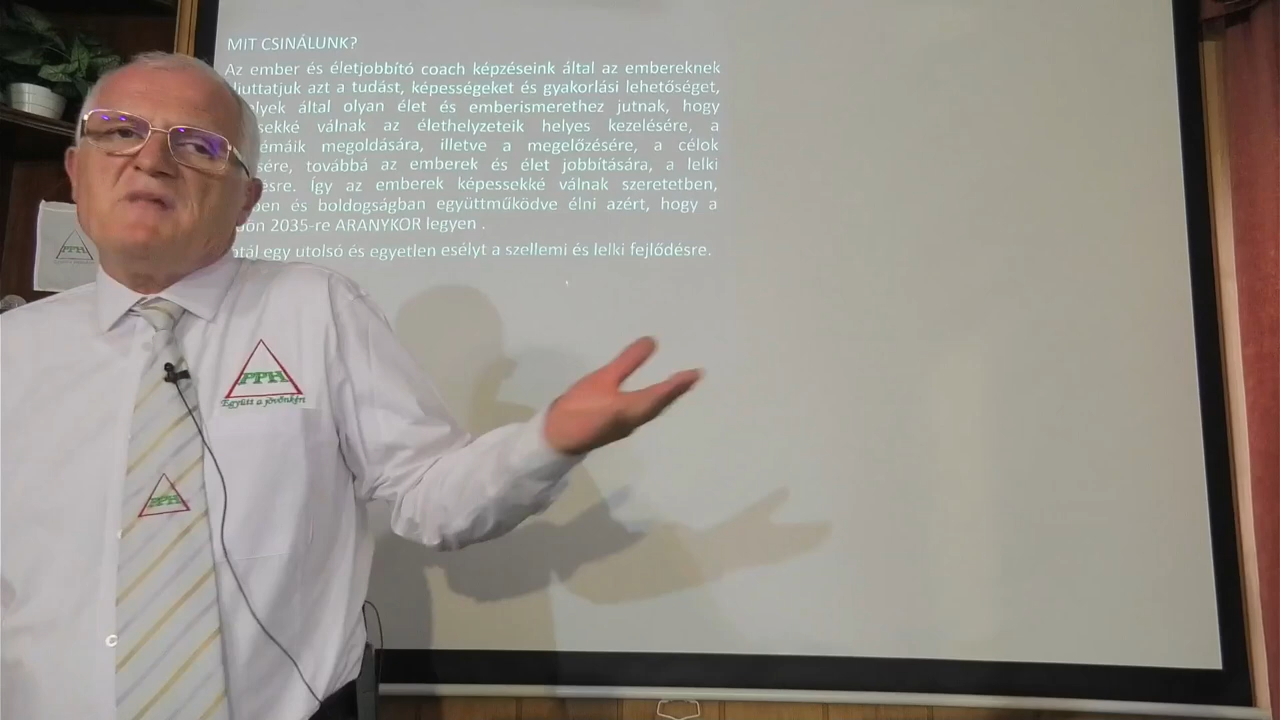 MIT CSINÁLUNK?
Az ember és életjobbító coach képzéseink által az embereknek
juttatjuk azt a tudást, képességeket és gyakorlási lehetőséget,
által olyan élet és emberismerethez jutnak, hogy
válnak az élethelyzeteik helyes kezelésére, a
megoldására, illetve a megelőzésére, a célok
továbbá az emberek és élet jobbítására, a lelki
Így az emberek képessekké válnak szeretetben,
és boldogságban együttműködve élni azért, hogy a
2035-re ARANYKOR legyen .
egy utolsó és egyetlen esélyt a szellemi és lelki fejlődésre.
PPH
PPH
Együtt a jövőnkért
PPH